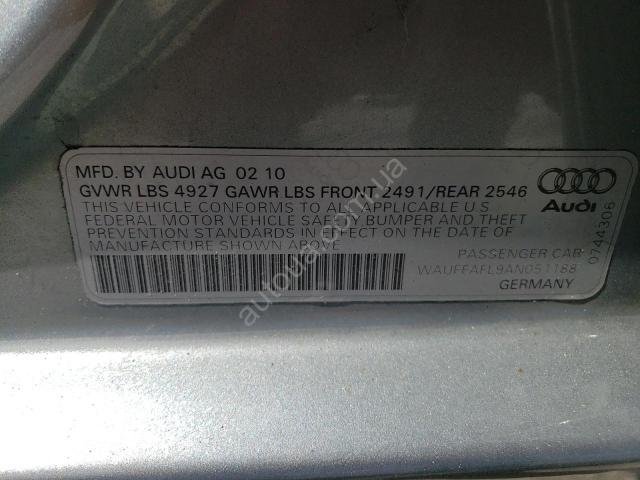 MFD. BY AUDI AG 02 10
GVWR LBS 4927 GAWR LBS FRONT 2491/REAR 2546
THIS VEHICLE CONFORMS TO ALL APPLICABLE U S
FEDERAL MOTOR VEHICLE SAFETY BUMPER AND THEFT
PREVENTION STANDARDS IN EFFECT ON THE DATE OF
MANUFACTURE SHOWN ABOVE
Audi
0744306
PASSENGER CAR
WAUFFAFL9AN051188
GERMANY
autoua.com.ua